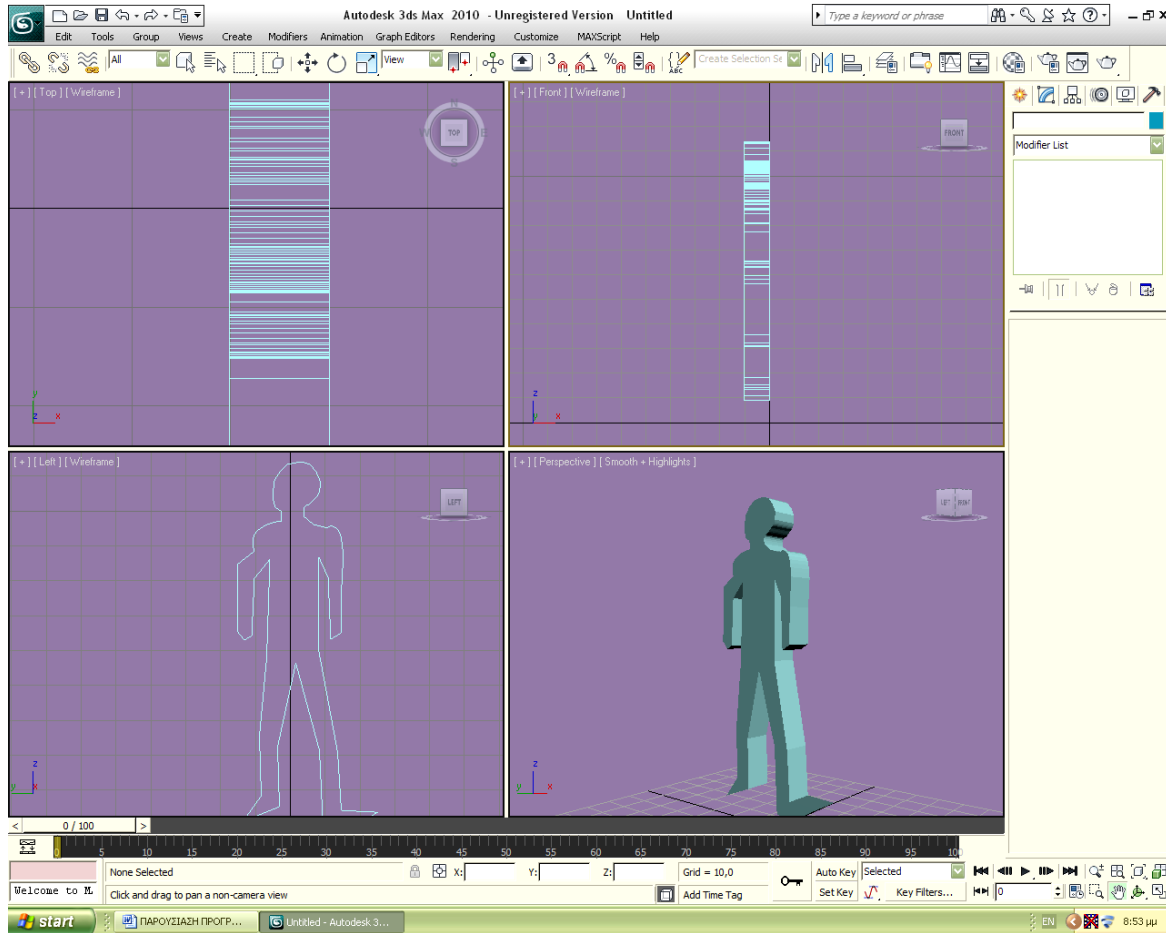 Autodesk 3ds Max 2010 - Unregistered Version Untitled
Type a keyword or phrase
Edit Tools Group Views Create Modifiers Animation Graph Editors Rendering Customize MAXScript Help
All
View
3
%
ABC
Create Selection Se
[ + ] [ Top ] [ Wireframe ]
N
W
TOP
E
S
y
z
x
[ + ] [ Front ] [ Wireframe ]
FRONT
z
y
x
Modifier List
[ + ] [ Left ] [ Wireframe ]
LEFT
z
y
x
[ + ] [ Perspective ] [ Smooth + Highlights ]
LEFT
FRONT
z
y
x
< 0 / 100 >
0 5 10 15 20 25 30 35 40 45 50 55 60 65 70 75 80 85 90 95 100
None Selected
X:
Y:
Z:
Grid = 10,0
Auto Key
Selected
Welcome to M.
Click and drag to pan a non-camera view
Add Time Tag
Set Key
Key Filters...
0
start
ΠΑΡΟΥΣΙΑΣΗ ΠΡΟΓΡ...
Untitled - Autodesk 3...
EN
8:53 μμ